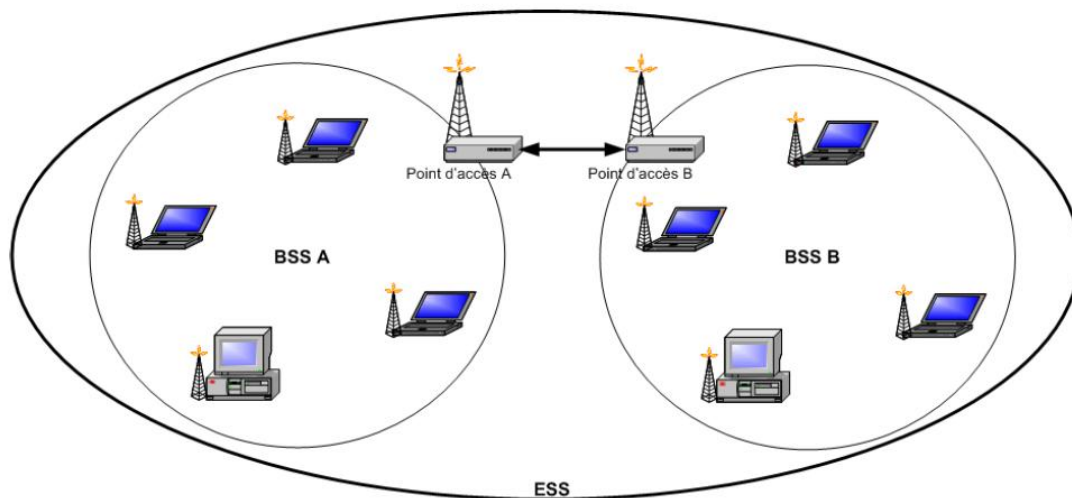 Point d'accès A
Point d'accès B
BSS A
BSS B
ESS